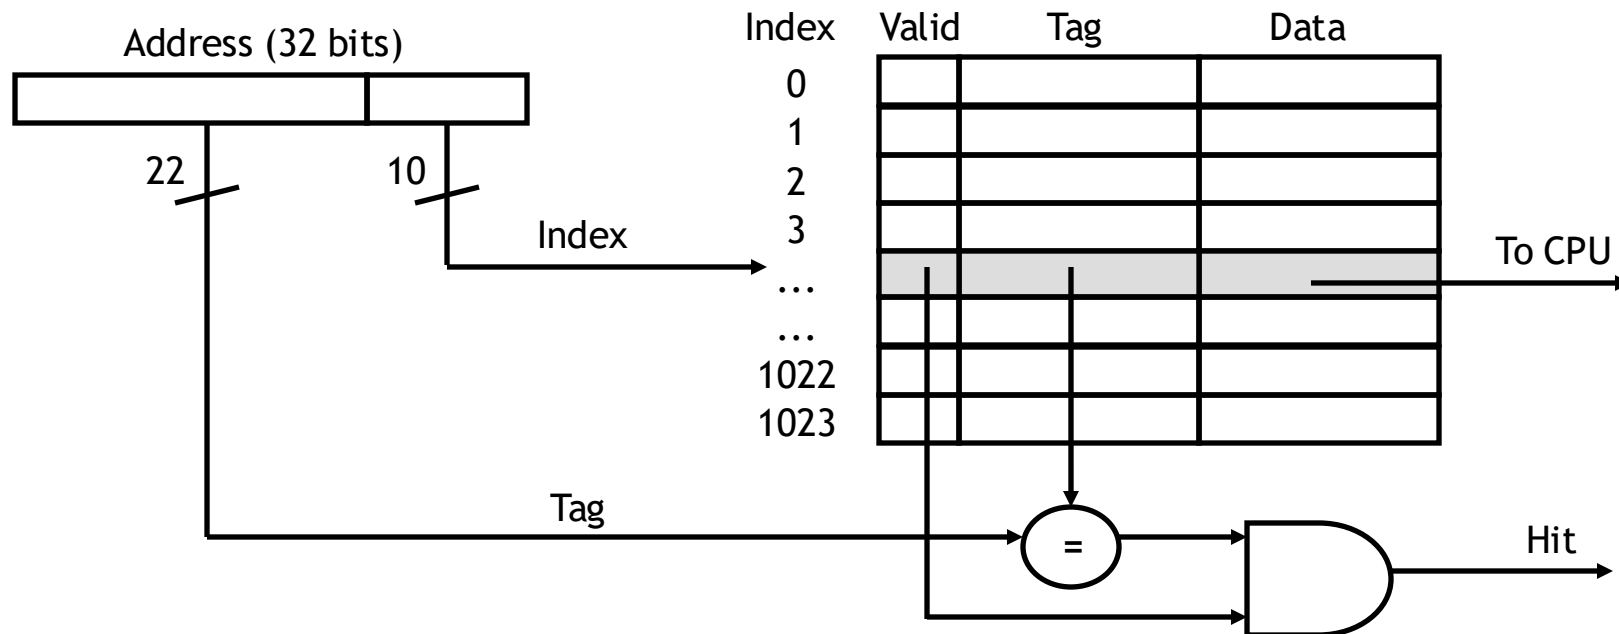 Index Valid Tag Data
Address (32 bits)
0
1
22 10
2
3
Index
To CPU
...
...
1022
1023
Tag
=
Hit